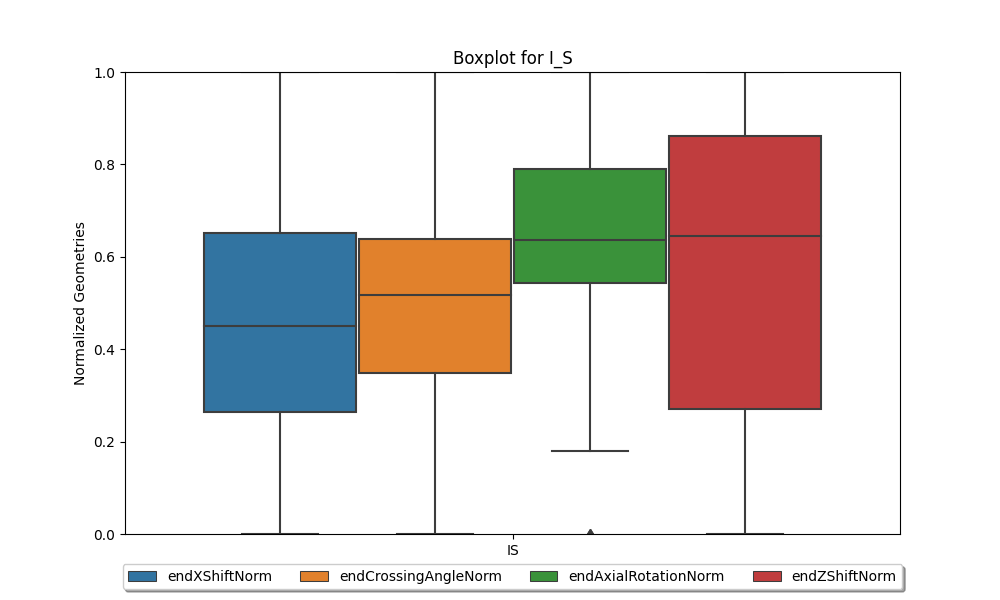 Boxplot for I_S
1.0
0.8
0.6
0.4
0.2
0.0
Normalized Geometries
IS
endXShiftNorm endCrossingAngleNorm endAxialRotationNorm endZShiftNorm